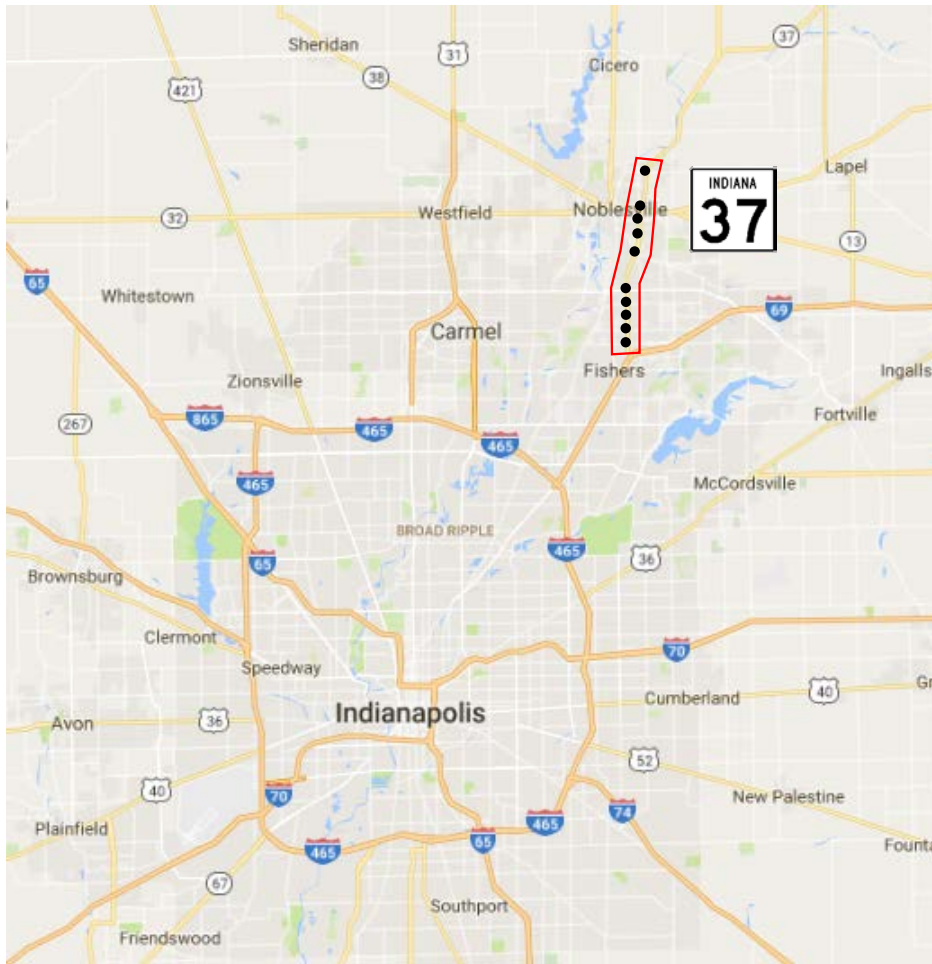 37
Sheridan
31
Cicero
38
421
Lapel
INDIANA
37
32
Westfield
Noblesville
13
65
Whitestown
69
Carmel
Fishers
Ingalls
Zionsville
865
267
465
465
Fortville
465
McCordsville
BROAD RIPPLE
465
36
65
Brownsburg
Clermont
70
Speedway
Cumberland
40
Indianapolis
36
Avon
52
40
70
New Palestine
74
Plainfield
465
65
465
67
Southport
Friendswood